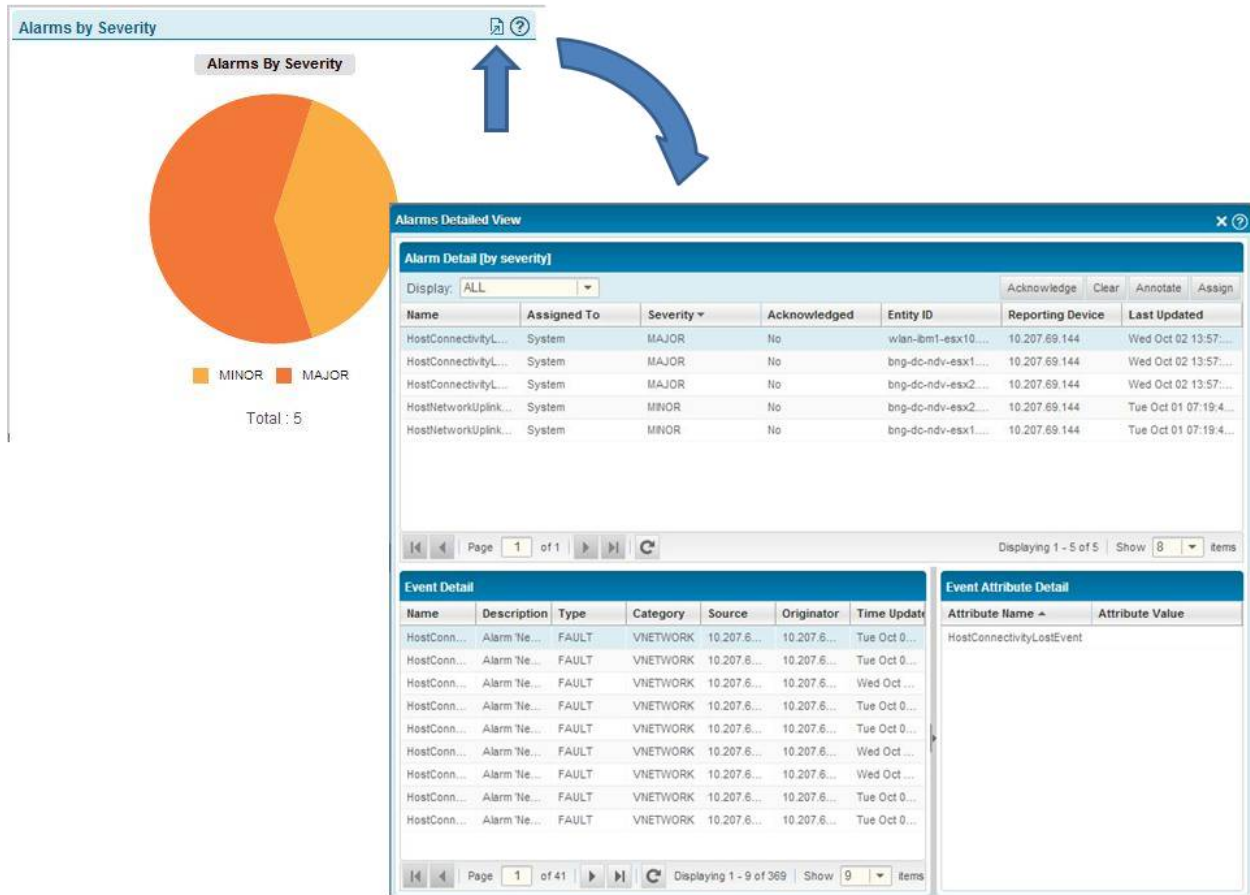 Alarms by Severity
Alarms By Severity
MINOR MAJOR
Total : 5
Alarms Detailed View
Alarm Detail [by severity]
Display: ALL Acknowledge Clear Annotate Assign
Name Assigned To Severity Acknowledged Entity ID Reporting Device Last Updated
HostConnectivityL... System MAJOR No wlan-ibm1-esx10.... 10.207.69.144 Wed Oct 02 13:57:...
HostConnectivityL... System MAJOR No bng-dc-ndv-esx1.... 10.207.69.144 Wed Oct 02 13:57:...
HostConnectivityL... System MAJOR No bng-dc-ndv-esx2.... 10.207.69.144 Wed Oct 02 13:57:...
HostNetworkUplink... System MINOR No bng-dc-ndv-esx2.... 10.207.69.144 Tue Oct 01 07:19:4...
HostNetworkUplink... System MINOR No bng-dc-ndv-esx1.... 10.207.69.144 Tue Oct 01 07:19:4...
Page 1 of 1 Displaying 1 - 5 of 5 Show 8 items
Event Detail
Name Description Type Category Source Originator Time Update
HostConn... Alarm 'Ne... FAULT VNETWORK 10.207.6... 10.207.6... Tue Oct 0...
HostConn... Alarm 'Ne... FAULT VNETWORK 10.207.6... 10.207.6... Tue Oct 0...
HostConn... Alarm 'Ne... FAULT VNETWORK 10.207.6... 10.207.6... Wed Oct ...
HostConn... Alarm 'Ne... FAULT VNETWORK 10.207.6... 10.207.6... Tue Oct 0...
HostConn... Alarm 'Ne... FAULT VNETWORK 10.207.6... 10.207.6... Tue Oct 0...
HostConn... Alarm 'Ne... FAULT VNETWORK 10.207.6... 10.207.6... Wed Oct ...
HostConn... Alarm 'Ne... FAULT VNETWORK 10.207.6... 10.207.6... Wed Oct ...
HostConn... Alarm 'Ne... FAULT VNETWORK 10.207.6... 10.207.6... Tue Oct 0...
HostConn... Alarm 'Ne... FAULT VNETWORK 10.207.6... 10.207.6... Tue Oct 0...
Page 1 of 41 Displaying 1 - 9 of 369 Show 9 items
Event Attribute Detail
Attribute Name Attribute Value
HostConnectivityLostEvent